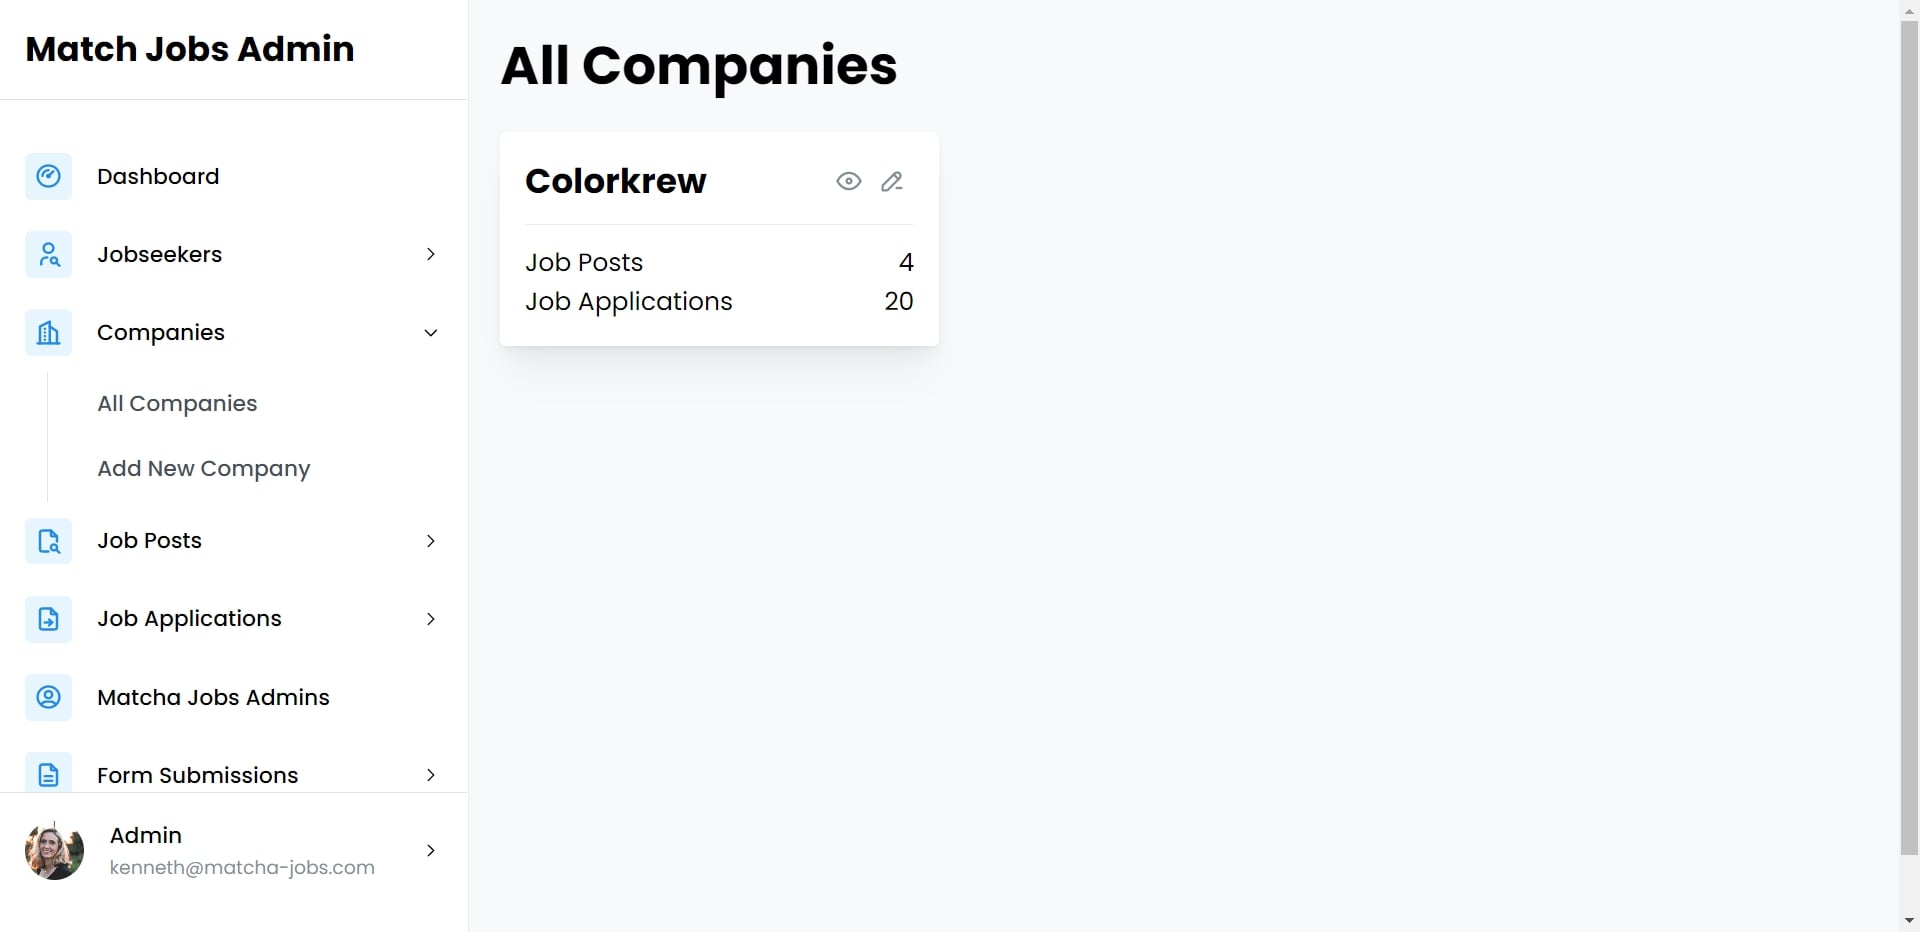 Match Jobs Admin
Dashboard
Jobseekers
Companies
All Companies
Add New Company
Job Posts
Job Applications
Matcha Jobs Admins
Form Submissions
Admin
kenneth@matcha-jobs.com
All Companies
Colorkrew
Job Posts 4
Job Applications 20